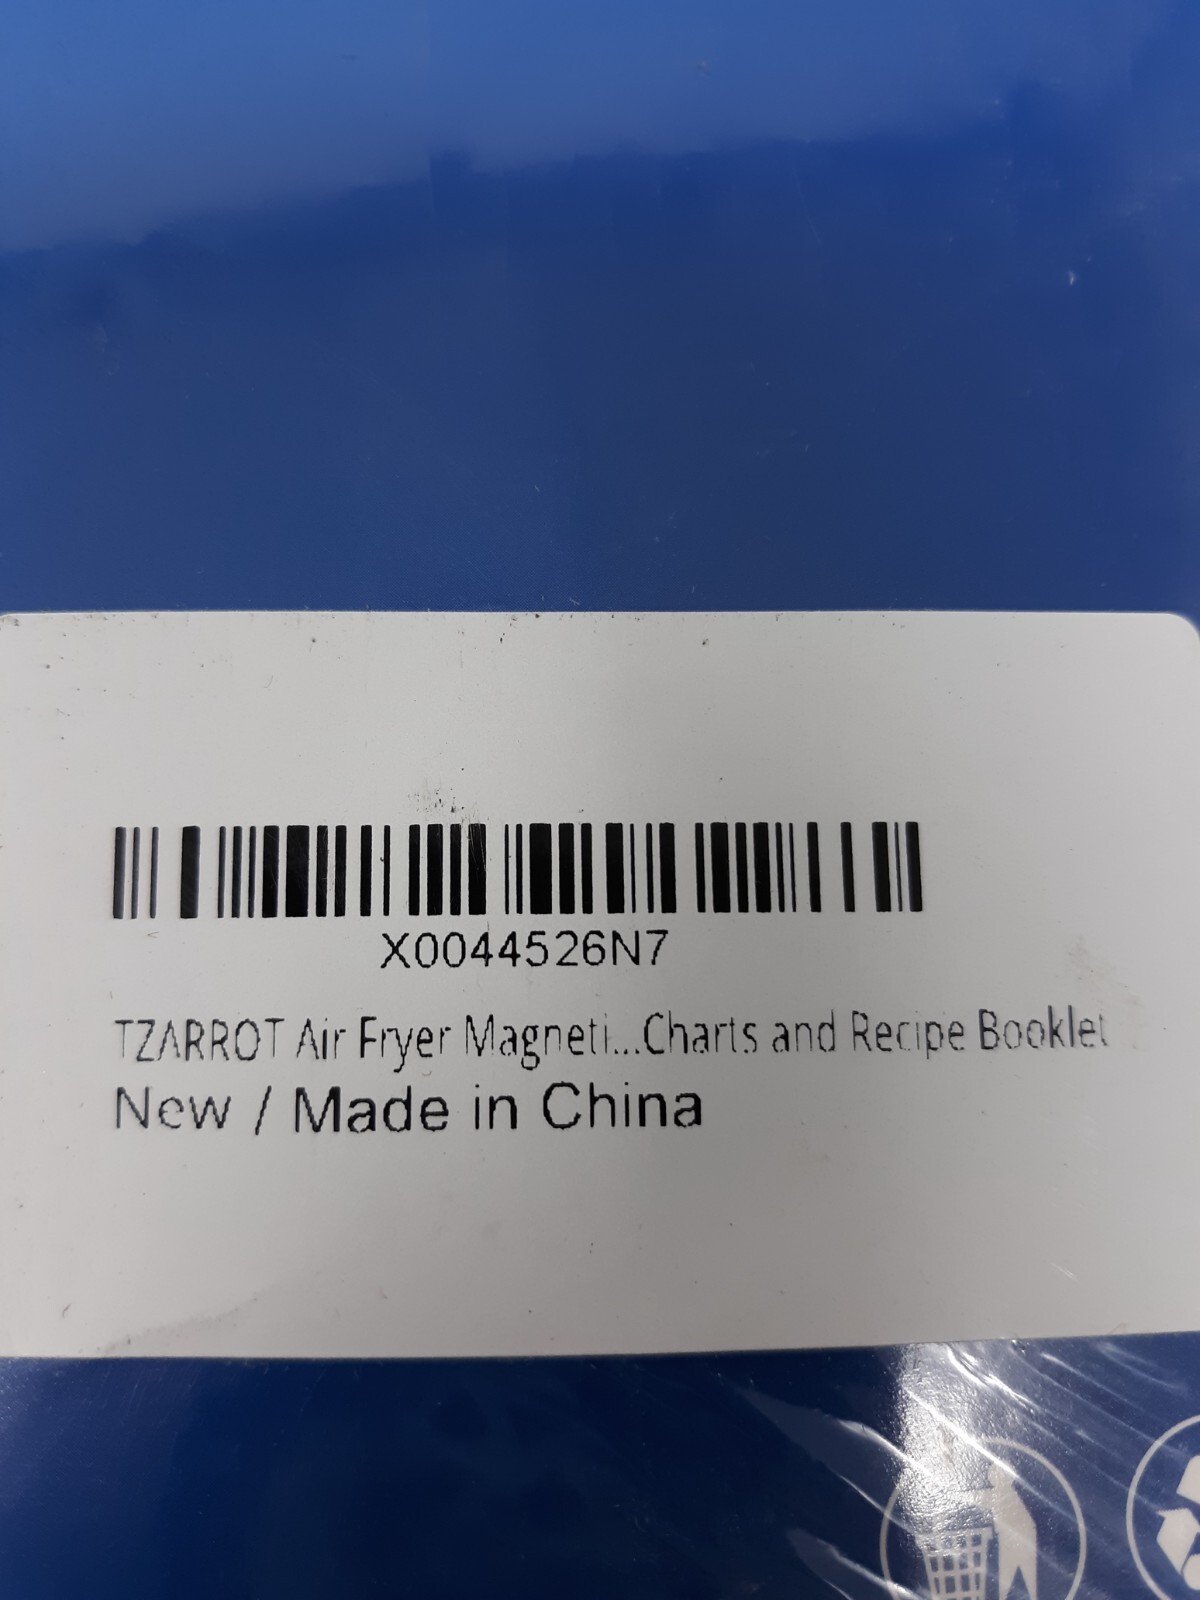 X0044526N7
TZARROT Air Fryer Magneti...Charts and Recipe Booklet
New / Made in China